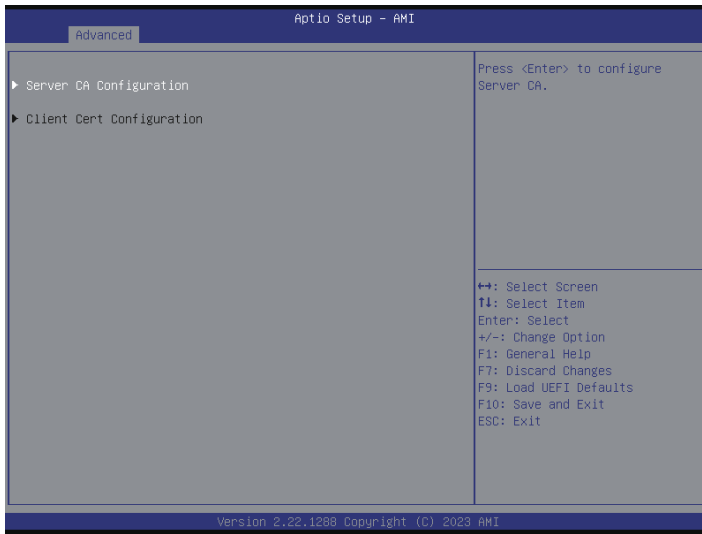 Aptio Setup – AMI
Advanced
▶ Server CA Configuration
▶ Client Cert Configuration
Press <Enter> to configure
Server CA.
↔: Select Screen
↑↓: Select Item
Enter: Select
+/-: Change Option
F1: General Help
F7: Discard Changes
F9: Load UEFI Defaults
F10: Save and Exit
ESC: Exit
Version 2.22.1288 Copyright (C) 2023 AMI